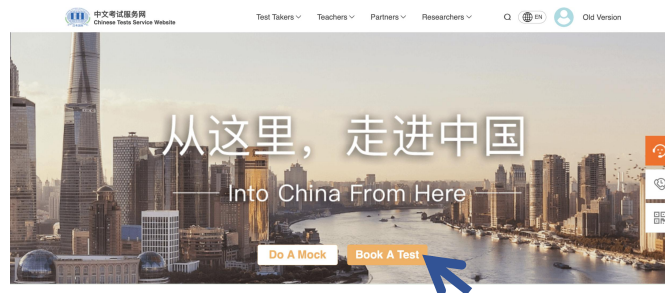 中文考试服务网
Chinese Tests Service Website
Test Takers
Teachers
Partners
Researchers
EN
Old Version
从这里，走进中国
Into China From Here
Do A Mock
Book A Test